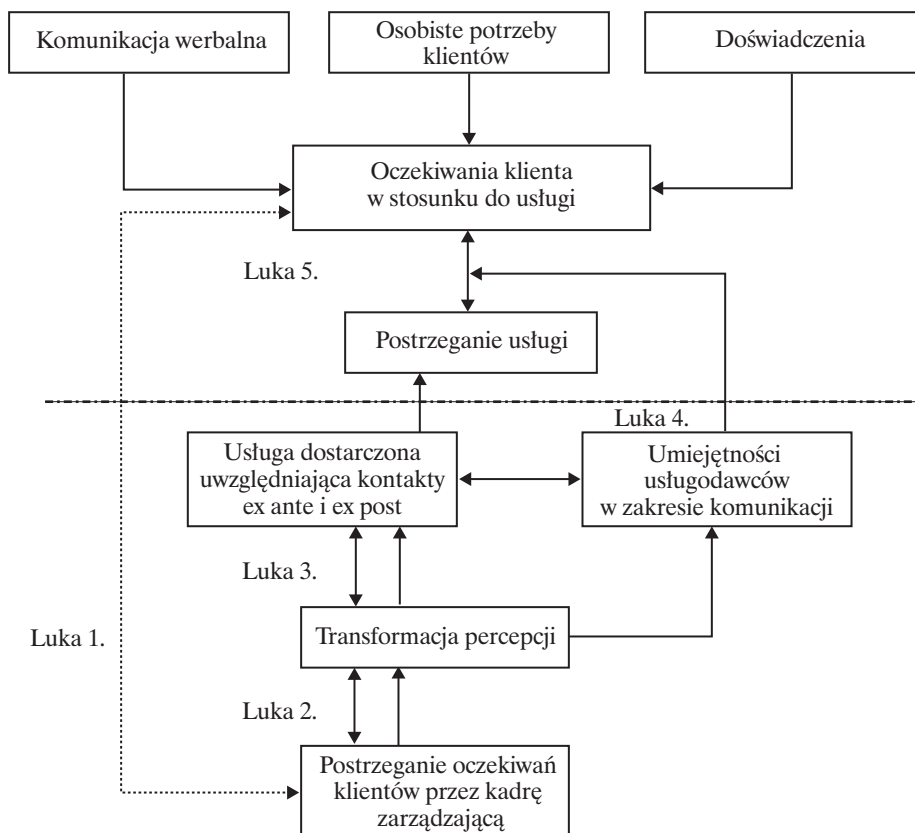 Komunikacja werbalna
Osobiste potrzeby
klientów
Doświadczenia
Oczekiwania klienta
w stosunku do usługi
Luka 5.
Postrzeganie usługi
Luka 4.
Usługa dostarczona
uwzględniająca kontakty
ex ante i ex post
Umiejętności
usługodawców
w zakresie komunikacji
Luka 3.
Transformacja percepcji
Luka 1.
Luka 2.
Postrzeganie oczekiwań
klientów przez kadrę
zarządzającą